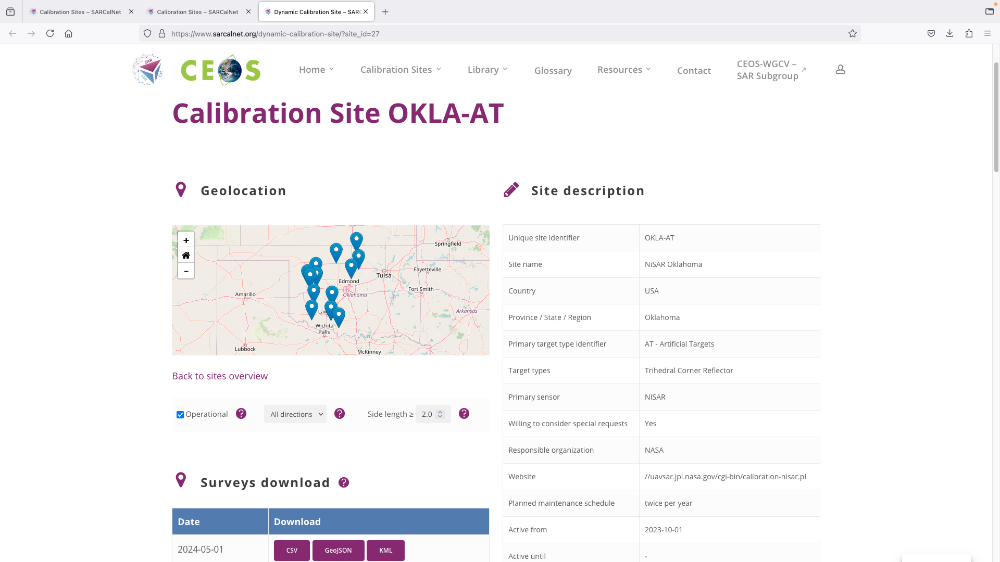 Calibration Sites – SARCalNet
Calibration Sites – SARCalNet
Dynamic Calibration Site – SARC
https://www.sarcalnet.org/dynamic-calibration-site/?site_id=27
SAR
Net
Cal
CEOS
Home
Calibration Sites
Library
Glossary
Resources
Contact
CEOS-WGCV –
SAR Subgroup
Calibration Site OKLA-AT
Geolocation
+
−
Springfield
Fayetteville
Tulsa
Edmond
Fort Smith
Amarillo
Oklahoma
Arkansas
Law
Wichita
Falls
Lubbock
McKinney
Back to sites overview
Operational ?
All directions ?
Side length ≥ 2.0 ?
Surveys download ?
Date Download
2024-05-01 CSV GeoJSON KML
Site description
Unique site identifier OKLA-AT
Site name NiSAR Oklahoma
Country USA
Province / State / Region Oklahoma
Primary target type identifier AT - Artificial Targets
Target types Trihedral Corner Reflector
Primary sensor NISAR
Willing to consider special requests Yes
Responsible organization NASA
Website //uavsar.jpl.nasa.gov/cgi-bin/calibration-nisar.pl
Planned maintenance schedule twice per year
Active from 2023-10-01
Active until -